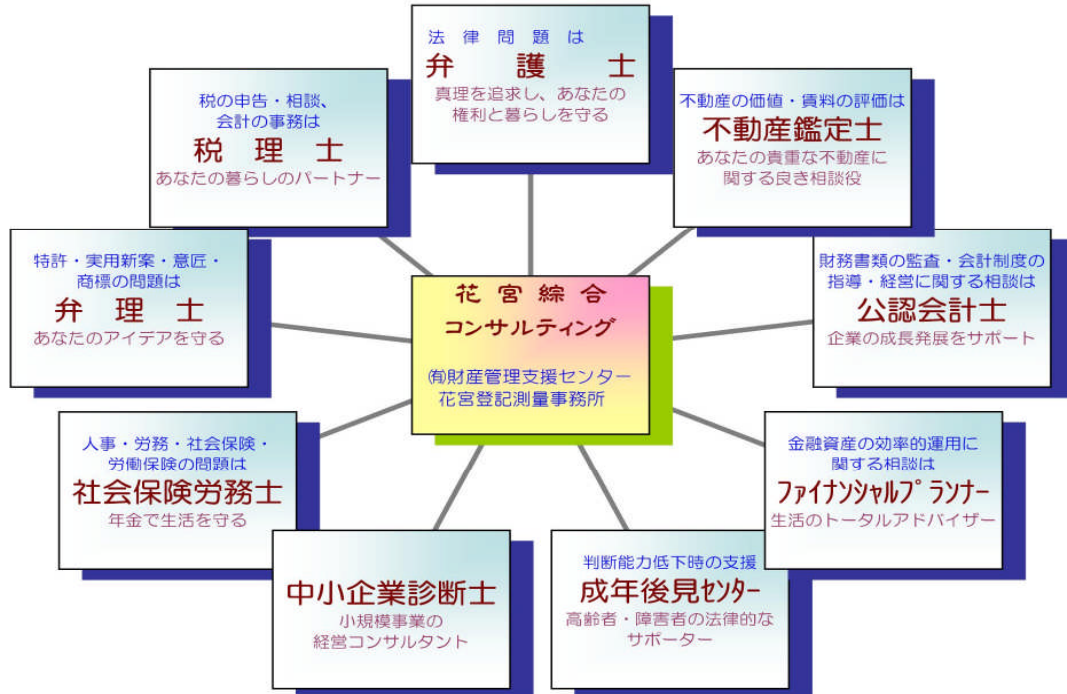 法律問題は
弁護士
真理を追求し、あなたの
権利と暮らしを守る
税の申告・相談、
会計の事務は
税理士
あなたの暮らしのパートナー
不動産の価値・賃料の評価は
不動産鑑定士
あなたの貴重な不動産に
関する良き相談役
特許・実用新案・意匠・
商標の問題は
弁理士
あなたのアイデアを守る
花宮綜合
コンサルティング
㈲財産管理支援センター
花宮登記測量事務所
財務書類の監査・会計制度の
指導・経営に関する相談は
公認会計士
企業の成長発展をサポート
人事・労務・社会保険・
労働保険の問題は
社会保険労務士
年金で生活を守る
金融資産の効率的運用に
関する相談は
ファイナンシャルプランナー
生活のトータルアドバイザー
中小企業診断士
小規模事業の
経営コンサルタント
判断能力低下時の支援
成年後見センター
高齢者・障害者の法律的な
サポーター